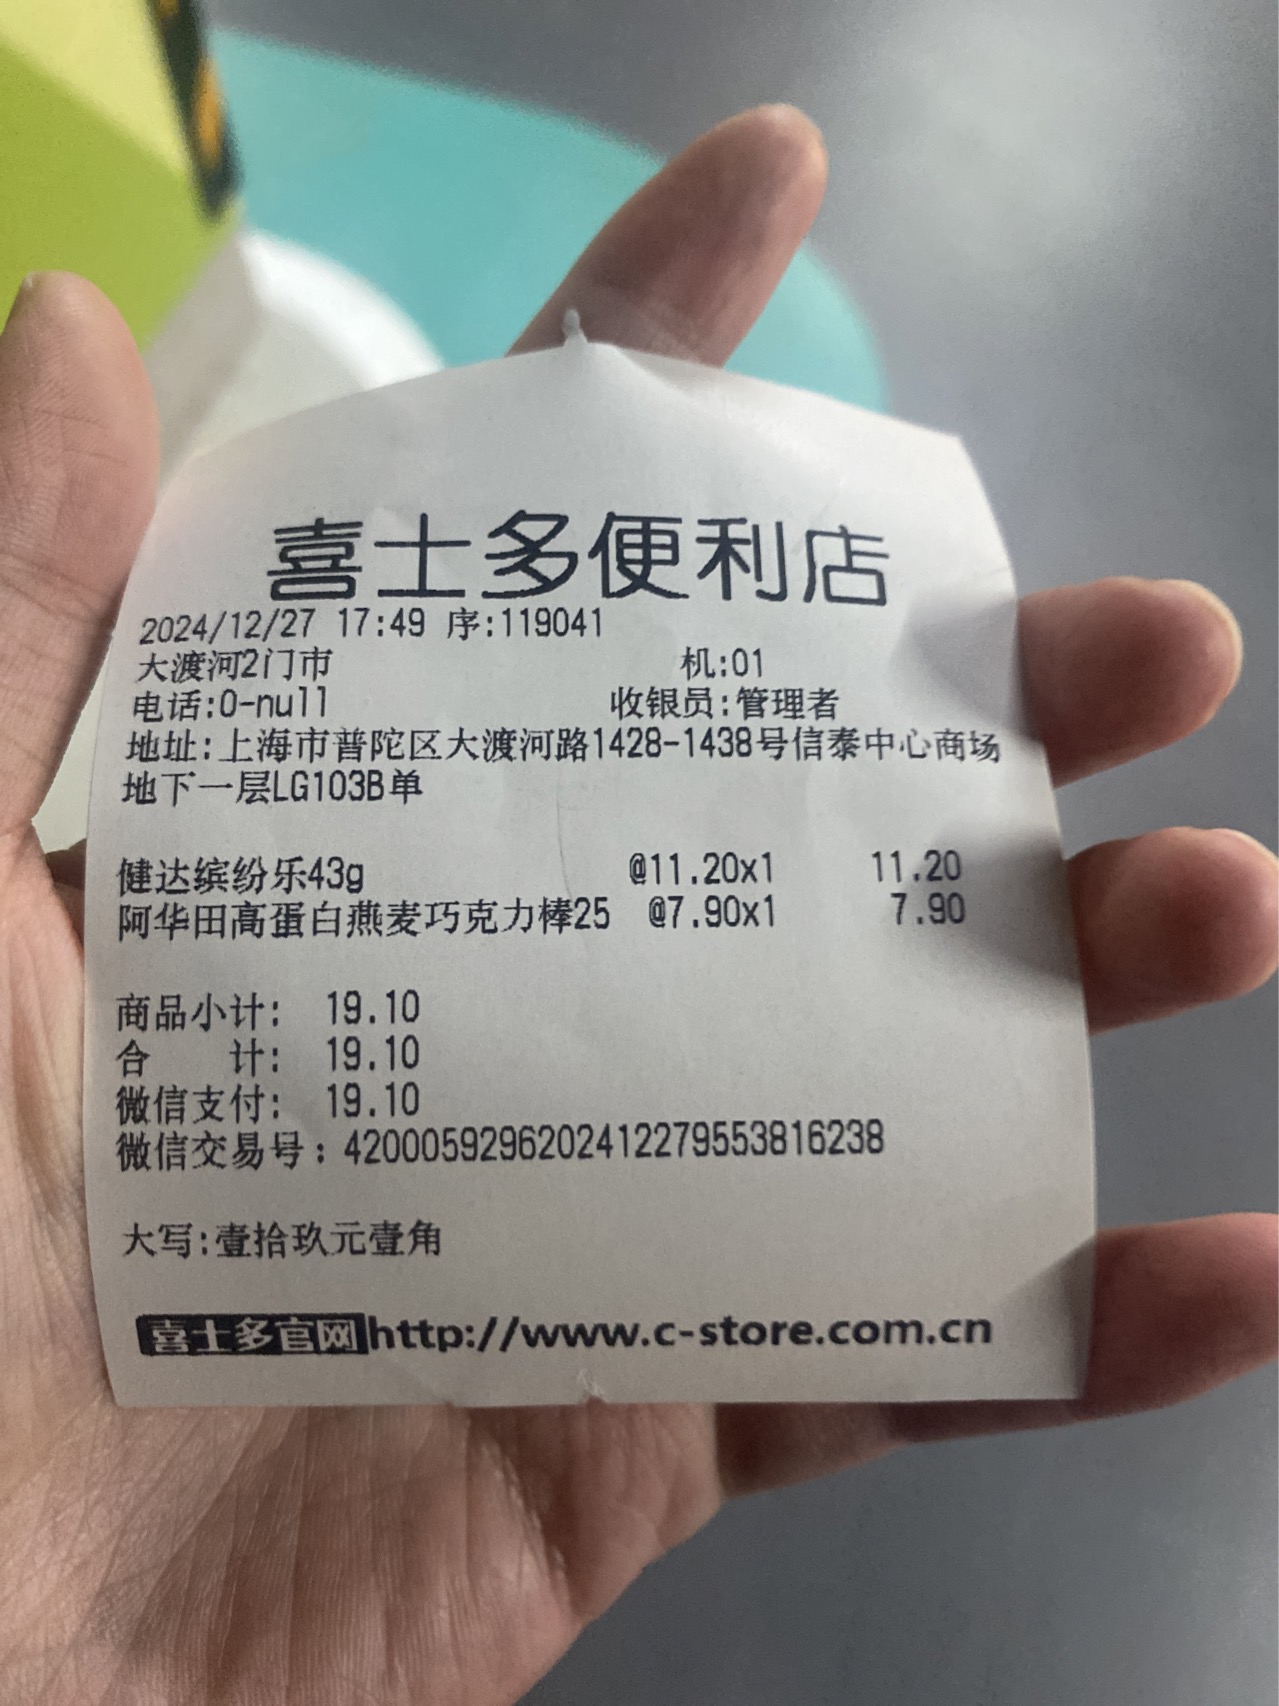 喜士多便利店
2024/12/27 17:49 序:119041
大渡河2门市 机:01
电话:0-null 收银员:管理者
地址:上海市普陀区大渡河路1428-1438号信泰中心商场
地下一层LG103B单
健达缤纷乐43g @11.20x1 11.20
阿华田高蛋白燕麦巧克力棒25 @7.90x1 7.90
商品小计: 19.10
合 计: 19.10
微信支付: 19.10
微信交易号:4200059296202412279553816238
大写:壹拾玖元壹角
喜士多官网http://www.c-store.com.cn